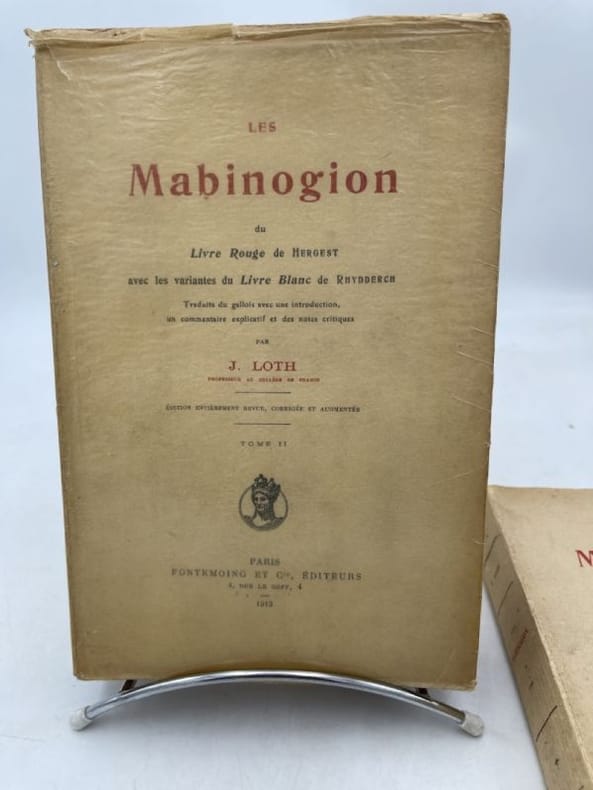 LES
Mabinogion
du
Livre Rouge de HERGEST
avec les variantes du Livre Blanc de RHYDDERCH
Traduits du gallois avec une introduction,
un commentaire explicatif et des notes critiques
PAR
J. LOTH
PROFESSEUR AU COLLÈGE DE FRANCE
ÉDITION ENTIÈREMENT REVUE, CORRIGÉE ET AUGMENTÉE
TOME II
PARIS
FONTEMOING ET Cie, ÉDITEURS
4, RUE LE GOFF, 4
1913
M